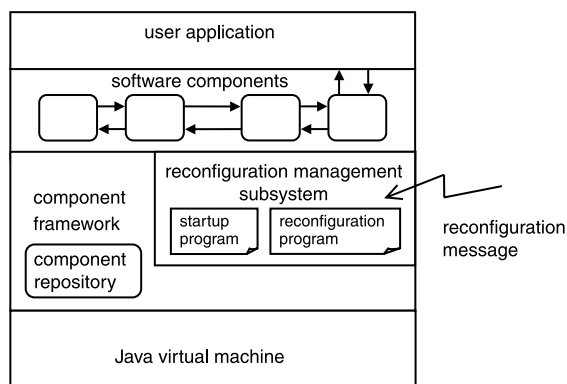 user application
software components
reconfiguration management
subsystem
component
framework
startup
program
reconfiguration
program
reconfiguration
message
component
repository
Java virtual machine